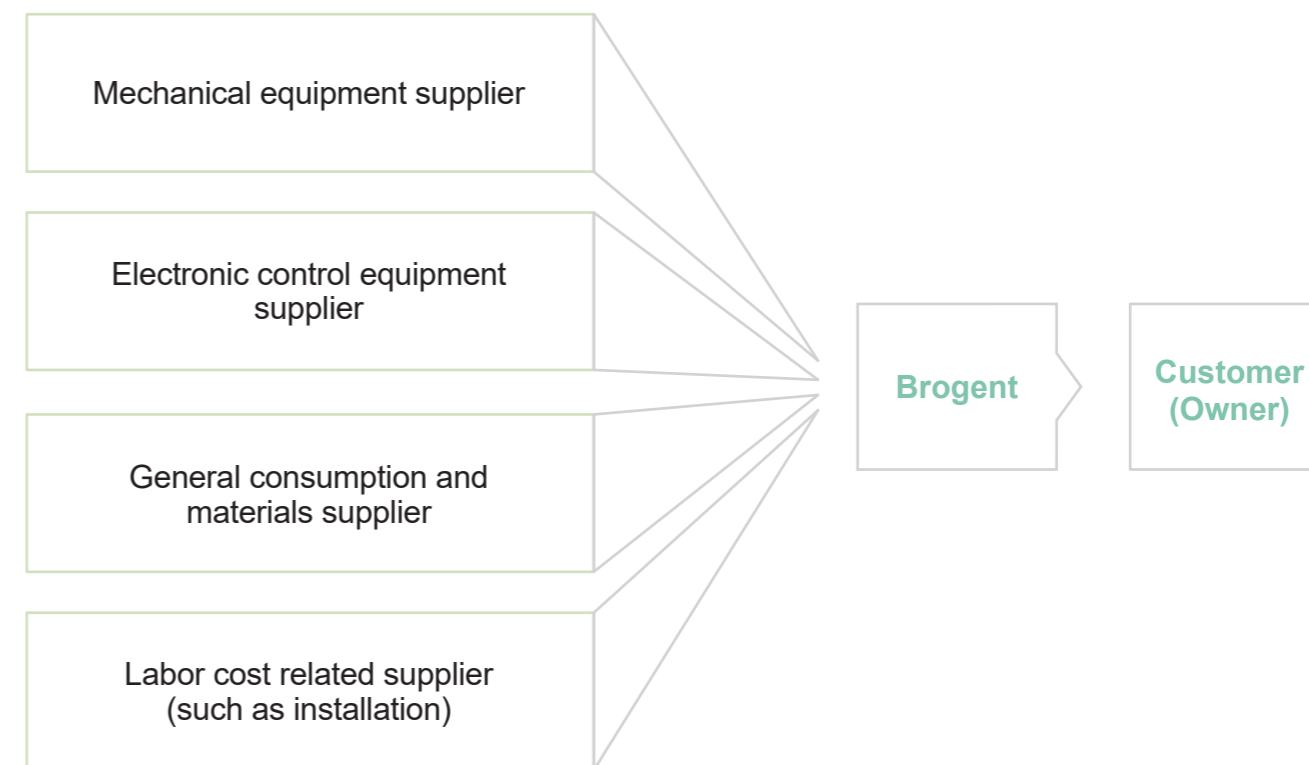 Mechanical equipment supplier
Electronic control equipment
supplier
General consumption and
materials supplier
Labor cost related supplier
(such as installation)
Brogent
Customer
(Owner)